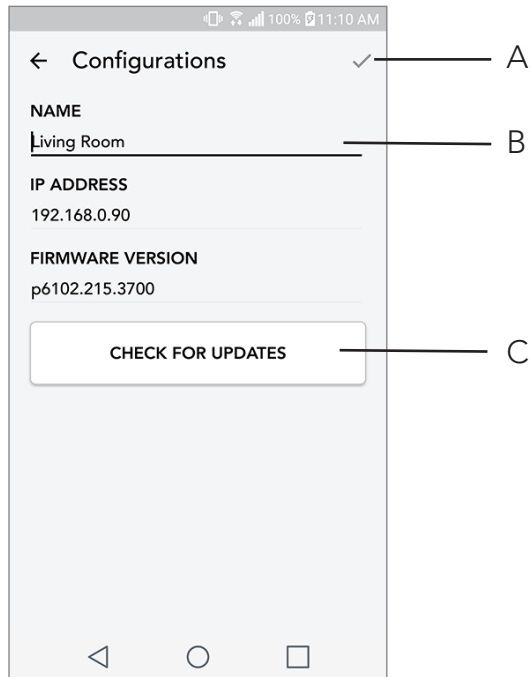 100% 11:10 AM
Configurations
A
NAME
Living Room
B
IP ADDRESS
192.168.0.90
FIRMWARE VERSION
p6102.215.3700
CHECK FOR UPDATES
C